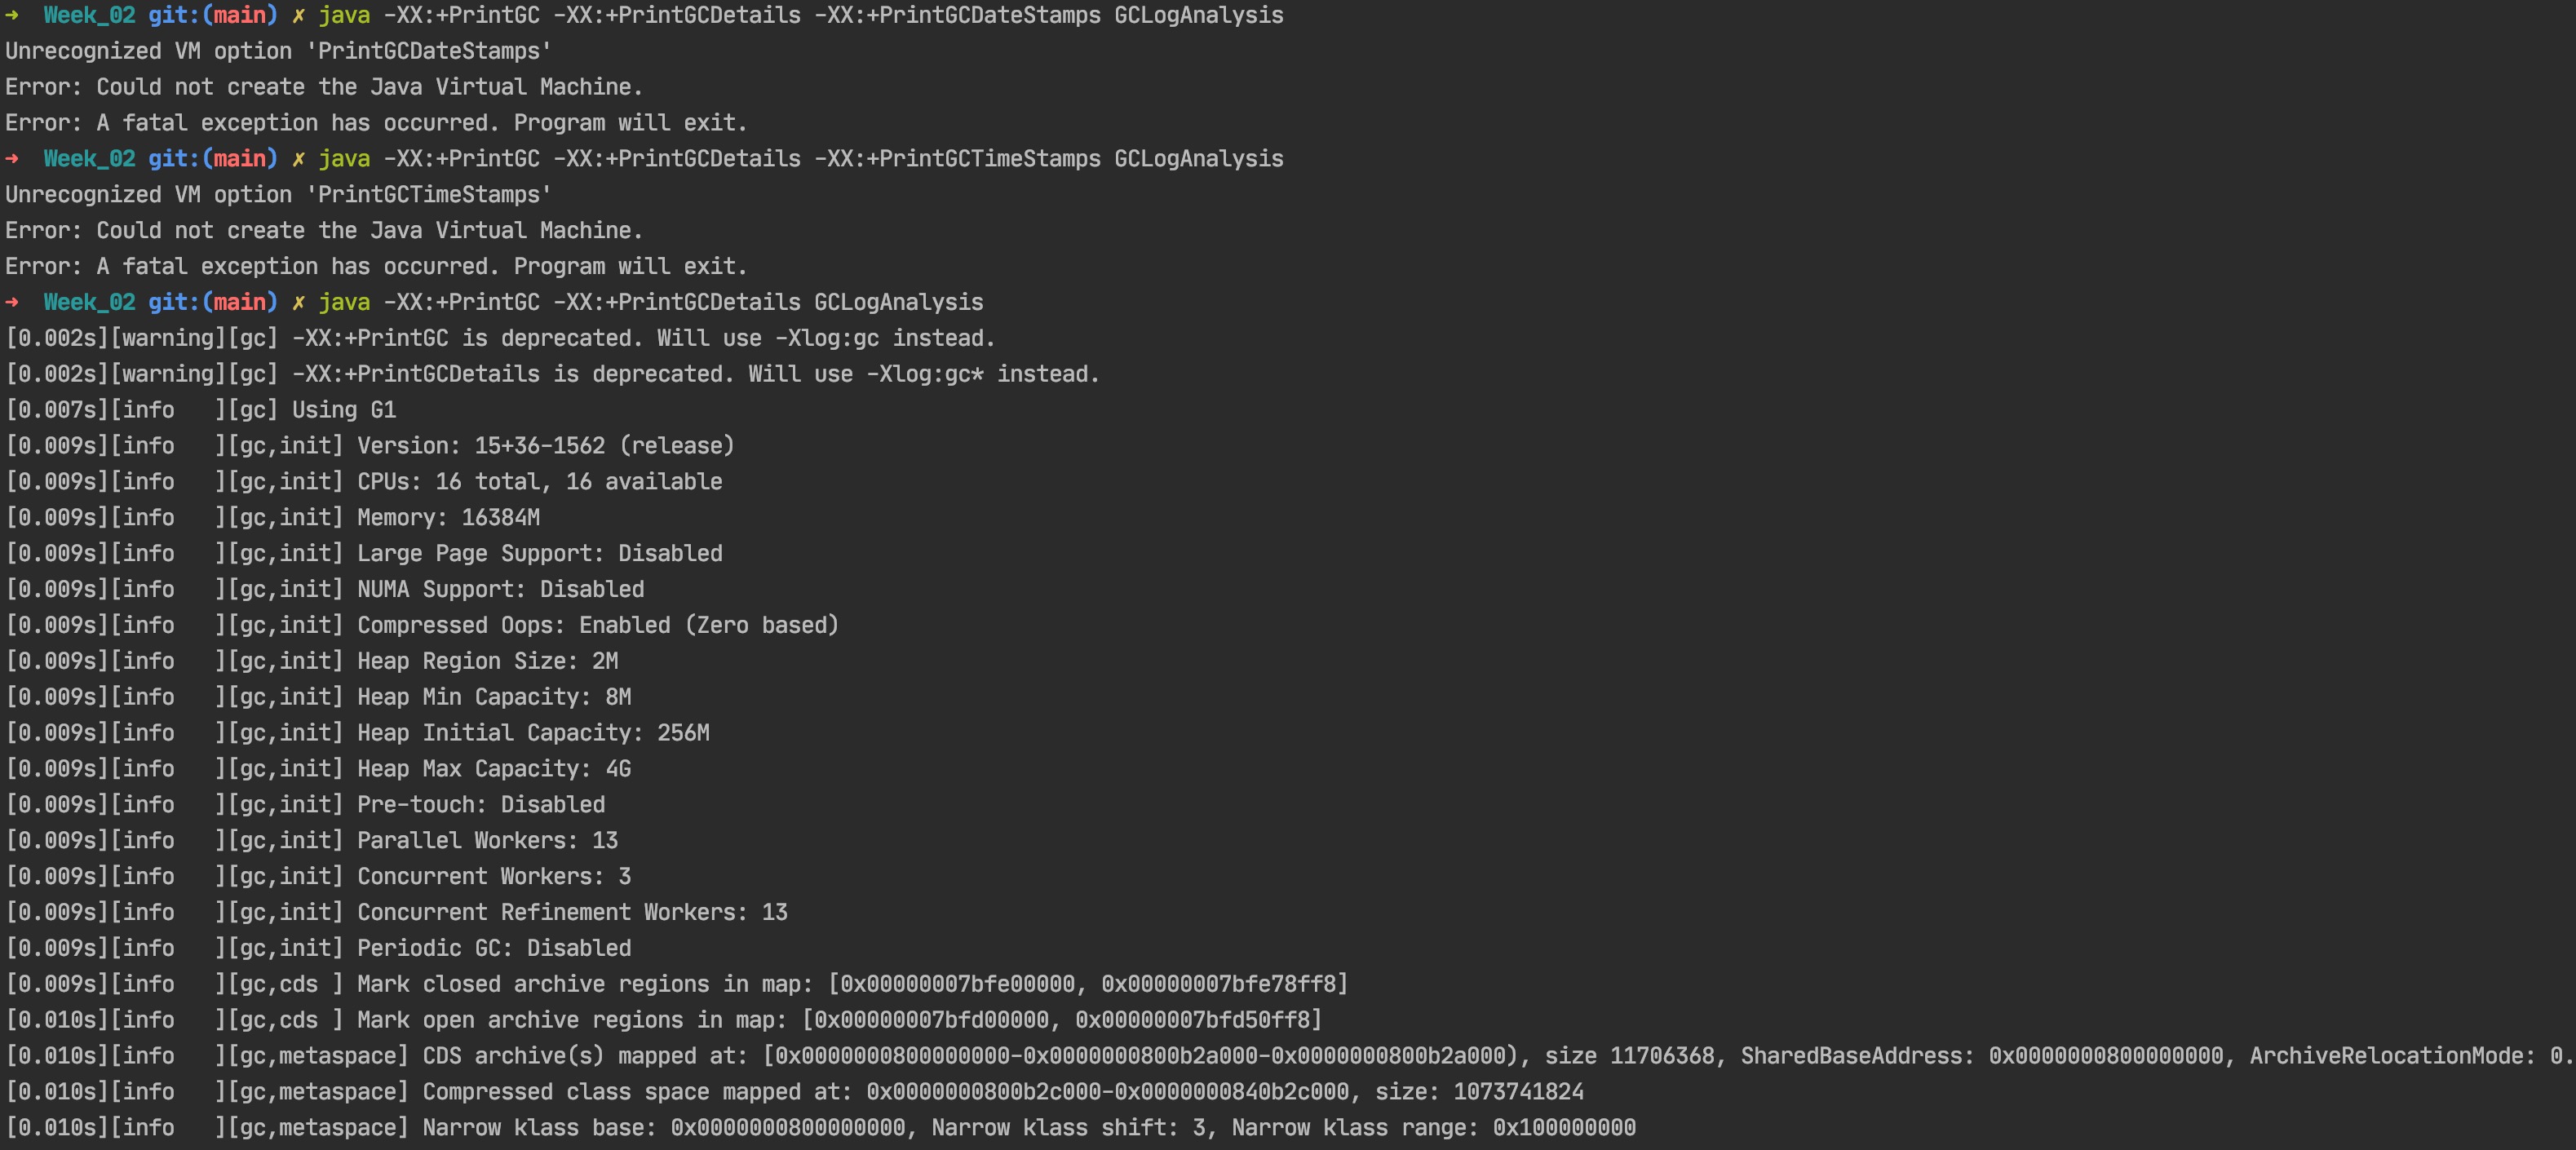 ➜  Week_02 git:(main) ✗ java -XX:+PrintGC -XX:+PrintGCDetails -XX:+PrintGCDateStamps GCLogAnalysis
Unrecognized VM option 'PrintGCDateStamps'
Error: Could not create the Java Virtual Machine.
Error: A fatal exception has occurred. Program will exit.
➜  Week_02 git:(main) ✗ java -XX:+PrintGC -XX:+PrintGCDetails -XX:+PrintGCTimeStamps GCLogAnalysis
Unrecognized VM option 'PrintGCTimeStamps'
Error: Could not create the Java Virtual Machine.
Error: A fatal exception has occurred. Program will exit.
➜  Week_02 git:(main) ✗ java -XX:+PrintGC -XX:+PrintGCDetails GCLogAnalysis
[0.002s][warning][gc] -XX:+PrintGC is deprecated. Will use -Xlog:gc instead.
[0.002s][warning][gc] -XX:+PrintGCDetails is deprecated. Will use -Xlog:gc* instead.
[0.007s][info   ][gc] Using G1
[0.009s][info   ][gc,init] Version: 15+36-1562 (release)
[0.009s][info   ][gc,init] CPUs: 16 total, 16 available
[0.009s][info   ][gc,init] Memory: 16384M
[0.009s][info   ][gc,init] Large Page Support: Disabled
[0.009s][info   ][gc,init] NUMA Support: Disabled
[0.009s][info   ][gc,init] Compressed Oops: Enabled (Zero based)
[0.009s][info   ][gc,init] Heap Region Size: 2M
[0.009s][info   ][gc,init] Heap Min Capacity: 8M
[0.009s][info   ][gc,init] Heap Initial Capacity: 256M
[0.009s][info   ][gc,init] Heap Max Capacity: 4G
[0.009s][info   ][gc,init] Pre-touch: Disabled
[0.009s][info   ][gc,init] Parallel Workers: 13
[0.009s][info   ][gc,init] Concurrent Workers: 3
[0.009s][info   ][gc,init] Concurrent Refinement Workers: 13
[0.009s][info   ][gc,init] Periodic GC: Disabled
[0.009s][info   ][gc,cds ] Mark closed archive regions in map: [0x00000007bfe00000, 0x00000007bfe78ff8]
[0.010s][info   ][gc,cds ] Mark open archive regions in map: [0x00000007bfd00000, 0x00000007bfd50ff8]
[0.010s][info   ][gc,metaspace] CDS archive(s) mapped at: [0x0000000800000000-0x0000000800b2a000-0x0000000800b2a000), size 11706368, SharedBaseAddress: 0x0000000800000000, ArchiveRelocationMode: 0.
[0.010s][info   ][gc,metaspace] Compressed class space mapped at: 0x0000000800b2c000-0x0000000840b2c000, size: 1073741824
[0.010s][info   ][gc,metaspace] Narrow klass base: 0x0000000800000000, Narrow klass shift: 3, Narrow klass range: 0x100000000